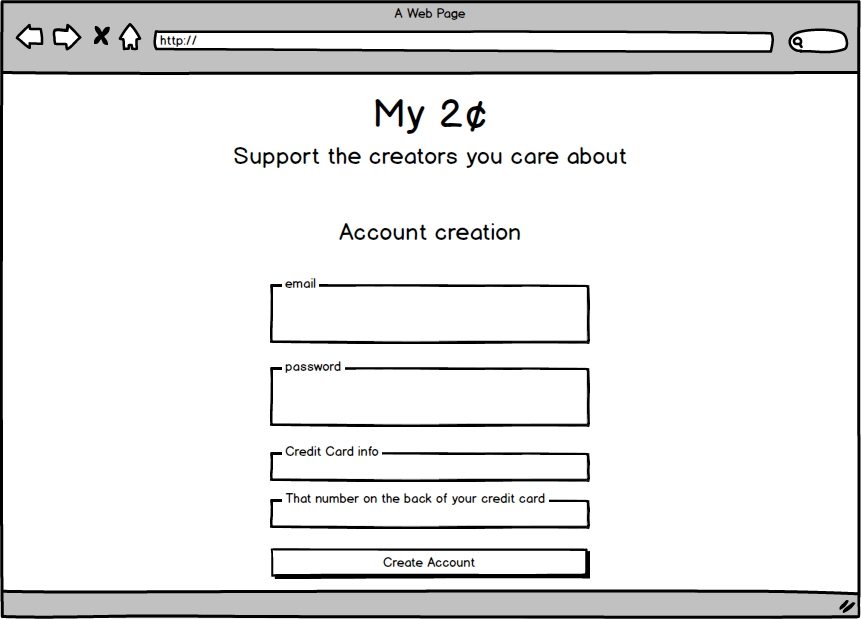 A Web Page
http://
My 2¢
Support the creators you care about
Account creation
email
password
Credit Card info
That number on the back of your credit card
Create Account